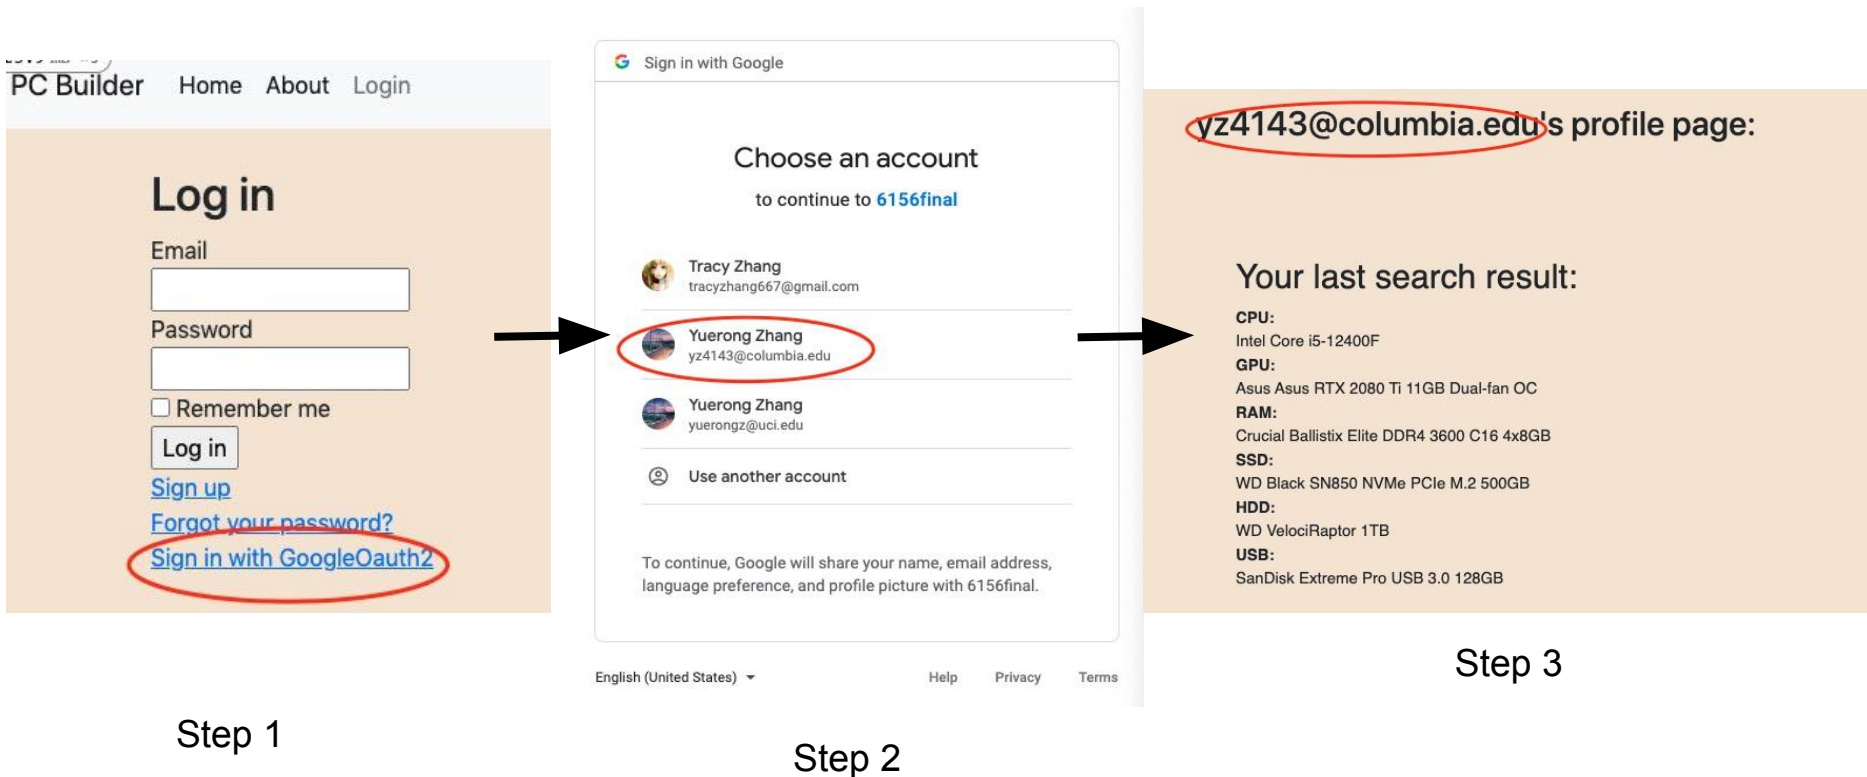 PC Builder Home About Login
Log in
Email
Password
Remember me
Log in
Sign up
Forgot your password?
Sign in with GoogleOauth2
Step 1
Sign in with Google
Choose an account
to continue to 6156final
Tracy Zhang
tracyzhang667@gmail.com
Yuerong Zhang
yz4143@columbia.edu
Yuerong Zhang
yuerongz@uci.edu
Use another account
To continue, Google will share your name, email address,
language preference, and profile picture with 6156final.
English (United States) Help Privacy Terms
Step 2
yz4143@columbia.edu's profile page:
Your last search result:
CPU:
Intel Core i5-12400F
GPU:
Asus Asus RTX 2080 Ti 11GB Dual-fan OC
RAM:
Crucial Ballistix Elite DDR4 3600 C16 4x8GB
SSD:
WD Black SN850 NVMe PCIe M.2 500GB
HDD:
WD VelociRaptor 1TB
USB:
SanDisk Extreme Pro USB 3.0 128GB
Step 3